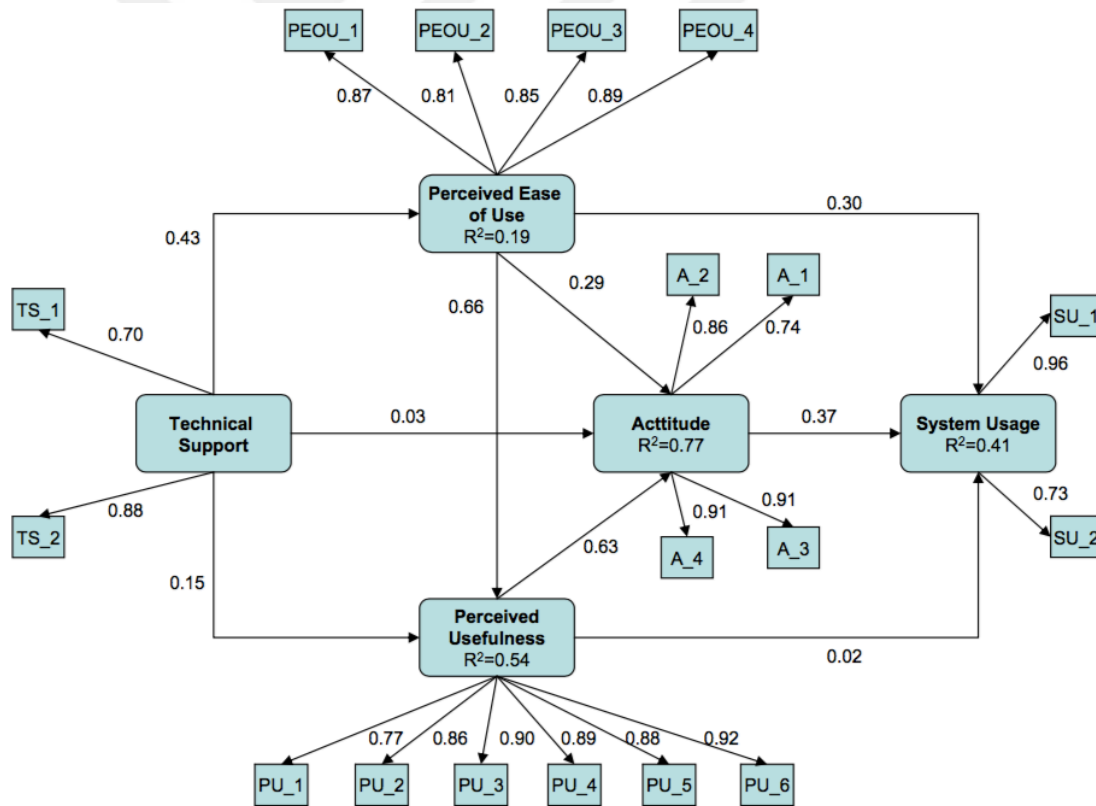 PEOU_1
PEOU_2
PEOU_3
PEOU_4
0.87
0.81
0.85
0.89
Perceived Ease
of Use
R²=0.19
0.30
0.43
0.29
A_2
A_1
TS_1
0.66
SU_1
0.70
0.86
0.74
0.96
Technical
Support
0.03
Acttitude
R²=0.77
0.37
System Usage
R²=0.41
0.88
0.91
0.91
0.73
TS_2
0.63
A_4
A_3
SU_2
0.15
Perceived
Usefulness
R²=0.54
0.02
0.77
0.86
0.90
0.89
0.88
0.92
PU_1
PU_2
PU_3
PU_4
PU_5
PU_6